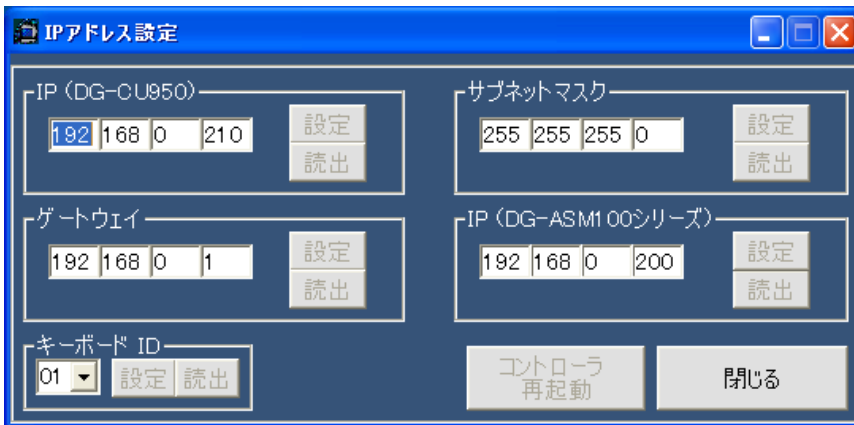 IPアドレス設定
IP (DG-CU950)
192 168 0 210
設定
読出
サブネットマスク
255 255 255 0
設定
読出
ゲートウェイ
192 168 0 1
設定
読出
IP (DG-ASM100シリーズ)
192 168 0 200
設定
読出
キーボード ID
01 設定 読出
コントローラ
再起動
閉じる